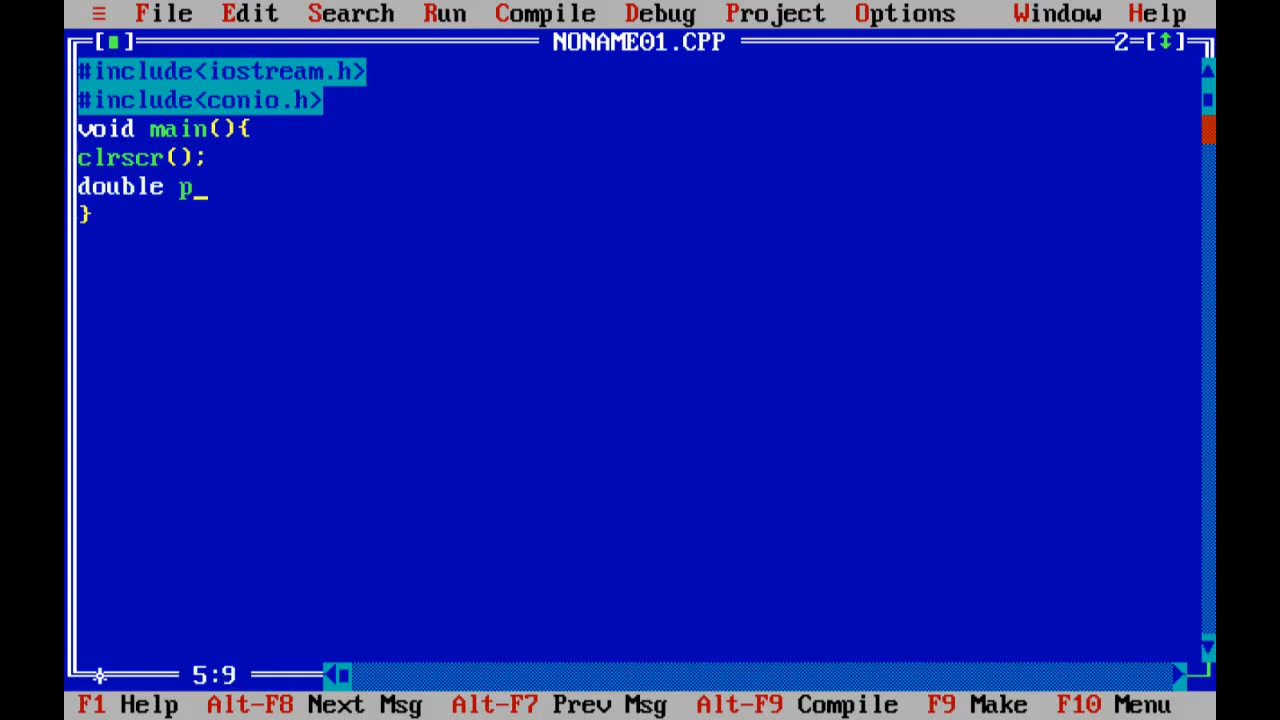 ≡ File Edit Search Run Compile Debug Project Options Window Help
[■] NONAME01.CPP 2=[↕]
#include<iostream.h>
#include<conio.h>
void main(){
clrscr();
double p_
}
5:9
F1 Help Alt-F8 Next Msg Alt-F7 Prev Msg Alt-F9 Compile F9 Make F10 Menu